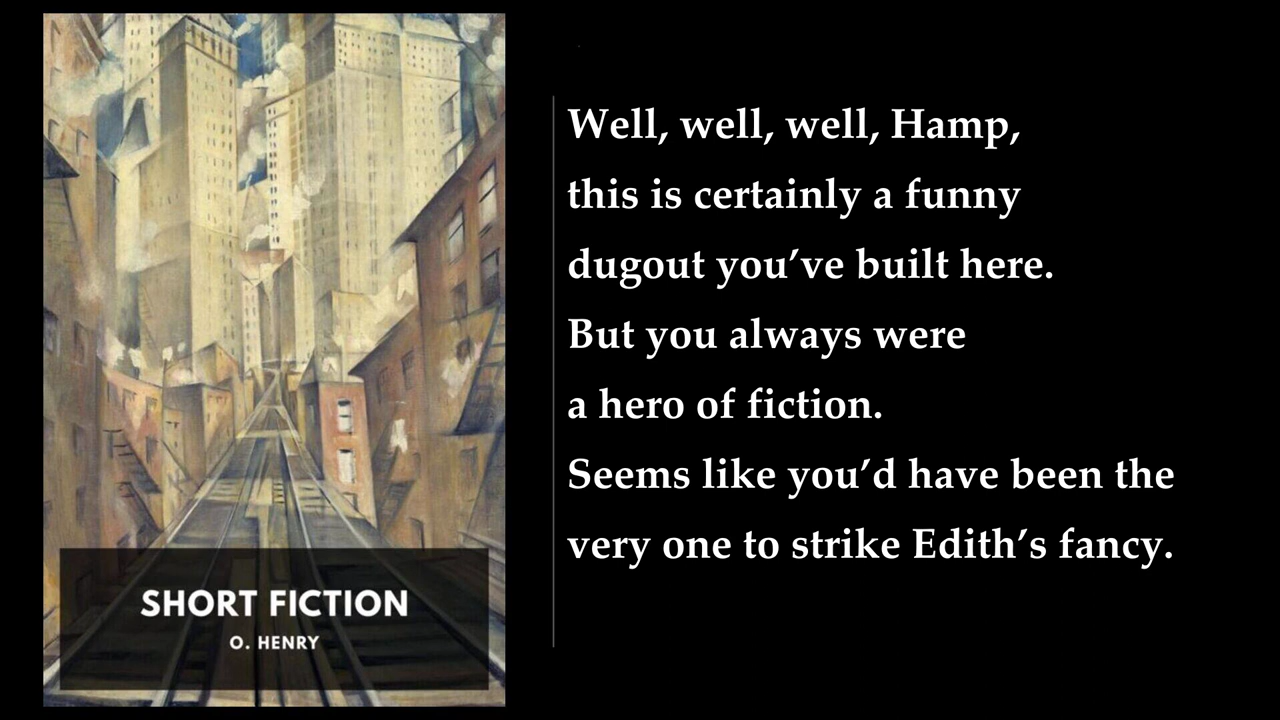 SHORT FICTION
O. HENRY
Well, well, well, Hamp,
this is certainly a funny
dugout you’ve built here.
But you always were
a hero of fiction.
Seems like you’d have been the
very one to strike Edith’s fancy.